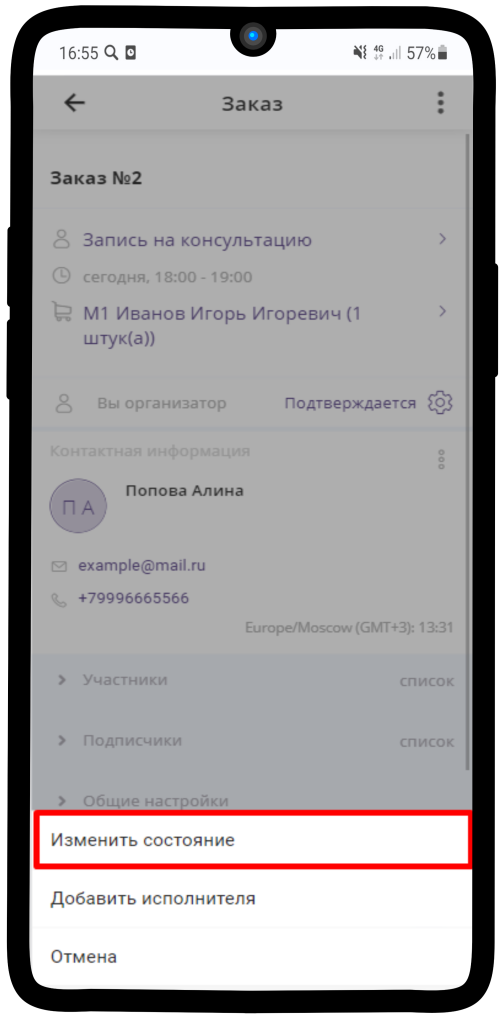 16:55 4G 57%
Заказ
Заказ №2
Запись на консультацию
сегодня, 18:00 - 19:00
М1 Иванов Игорь Игоревич (1
штук(а))
Вы организатор Подтверждается
Контактная информация
П А Попова Алина
example@mail.ru
+79996665566
Europe/Moscow (GMT+3): 13:31
Участники список
Подписчики список
Общие настройки
Изменить состояние
Добавить исполнителя
Отмена